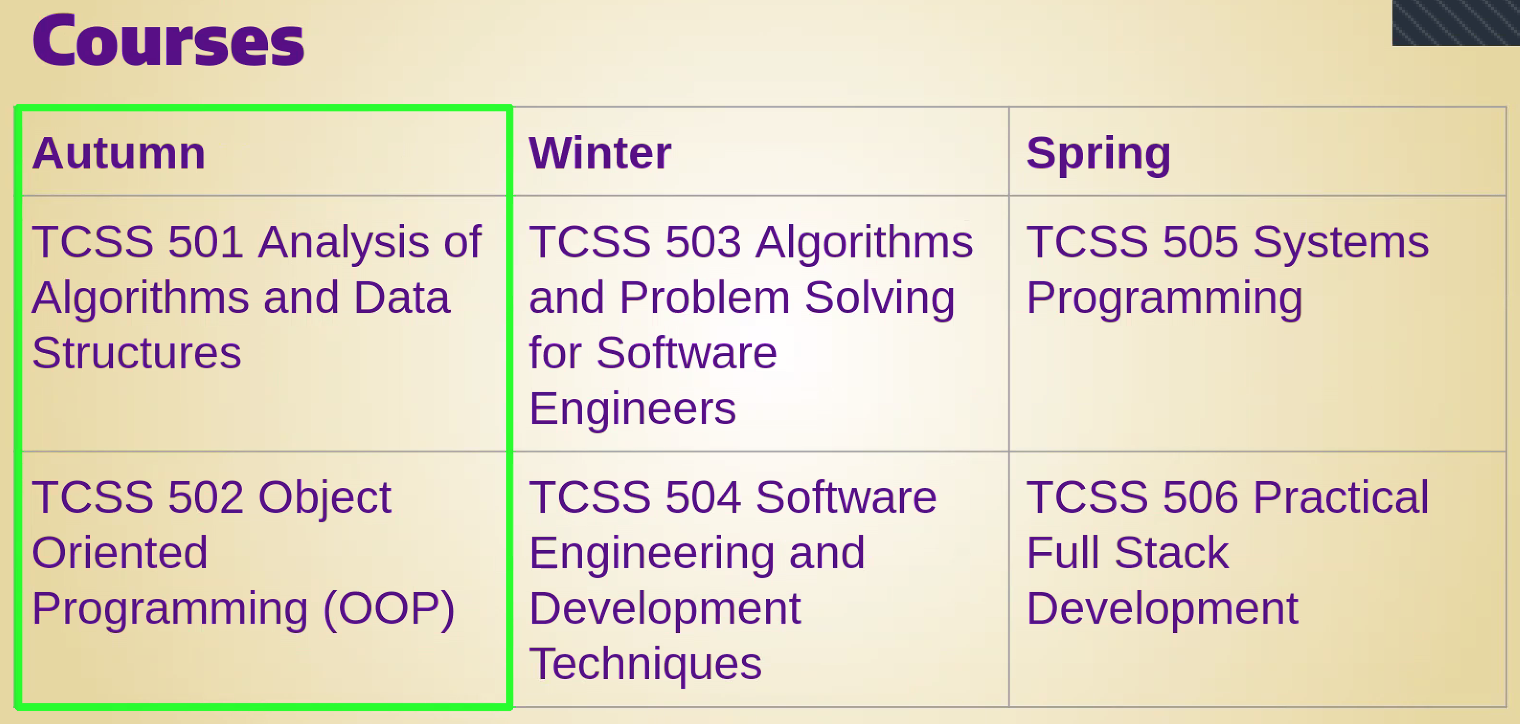 Courses
Autumn
Winter
Spring
TCSS 501 Analysis of
Algorithms and Data
Structures
TCSS 503 Algorithms
and Problem Solving
for Software
Engineers
TCSS 505 Systems
Programming
TCSS 502 Object
Oriented
Programming (OOP)
TCSS 504 Software
Engineering and
Development
Techniques
TCSS 506 Practical
Full Stack
Development